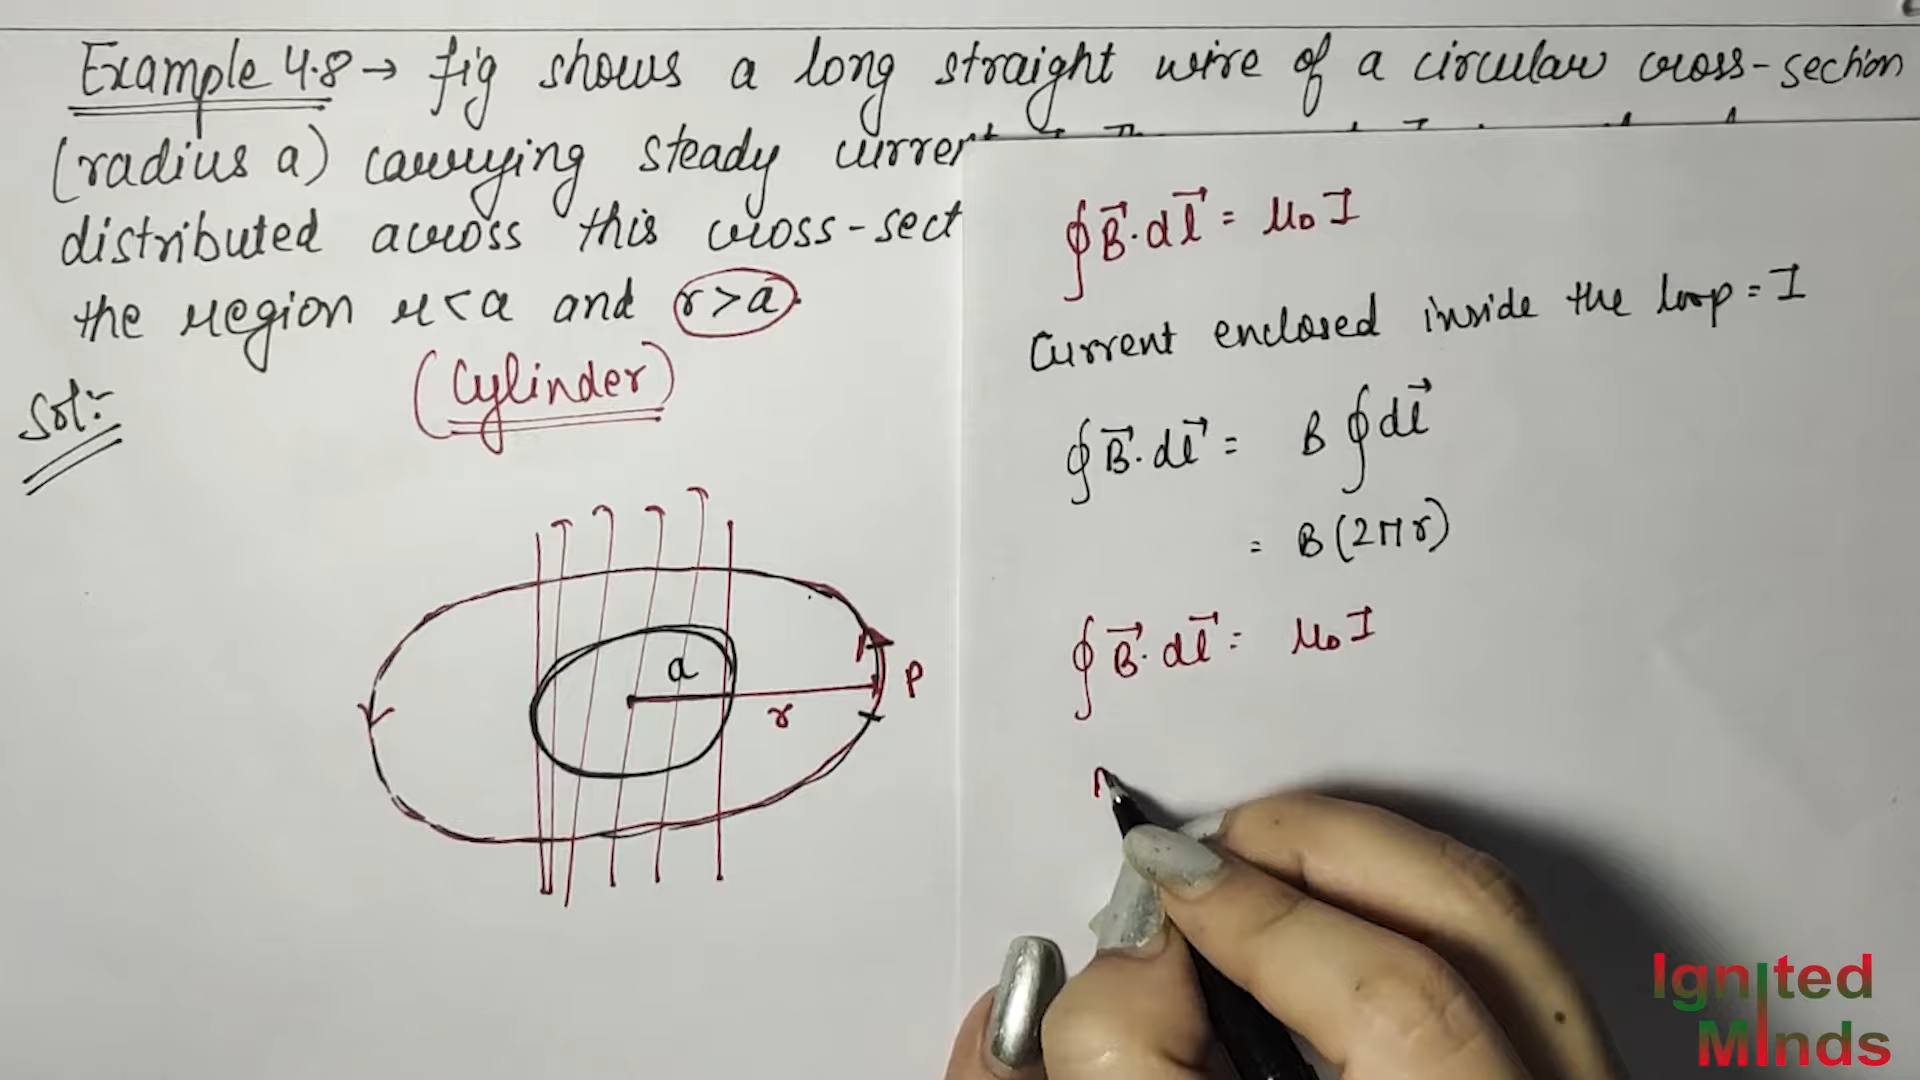 Example 4.8 → fig shows a long straight wire of a circular cross-section
(radius a) carrying steady current
distributed across this cross-sect
the region r < a and r > a.
(Cylinder)
Sol:-
a
r
P
∮B⃗.dl⃗ = μ₀I
Current enclosed inside the loop = I
∮B⃗.dl⃗ = B∮dl⃗
= B(2πr)
∮B⃗.dl⃗ = μ₀I
Ignited
Minds